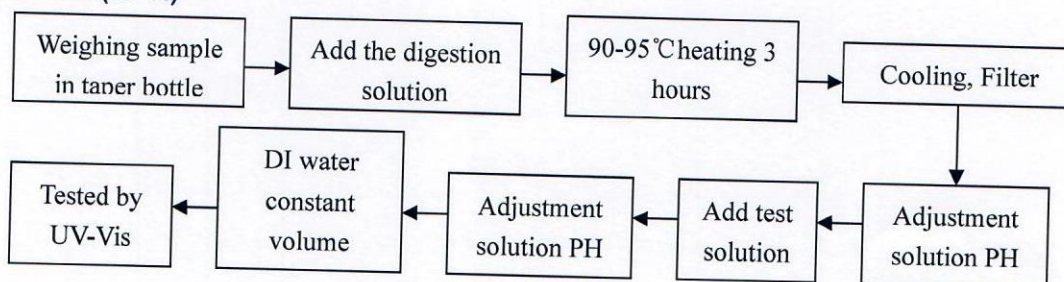 Weighing sample
in taper bottle
Add the digestion
solution
90-95℃heating 3
hours
Cooling, Filter
Adjustment
solution PH
Add test
solution
Adjustment
solution PH
DI water
constant
volume
Tested by
UV-Vis